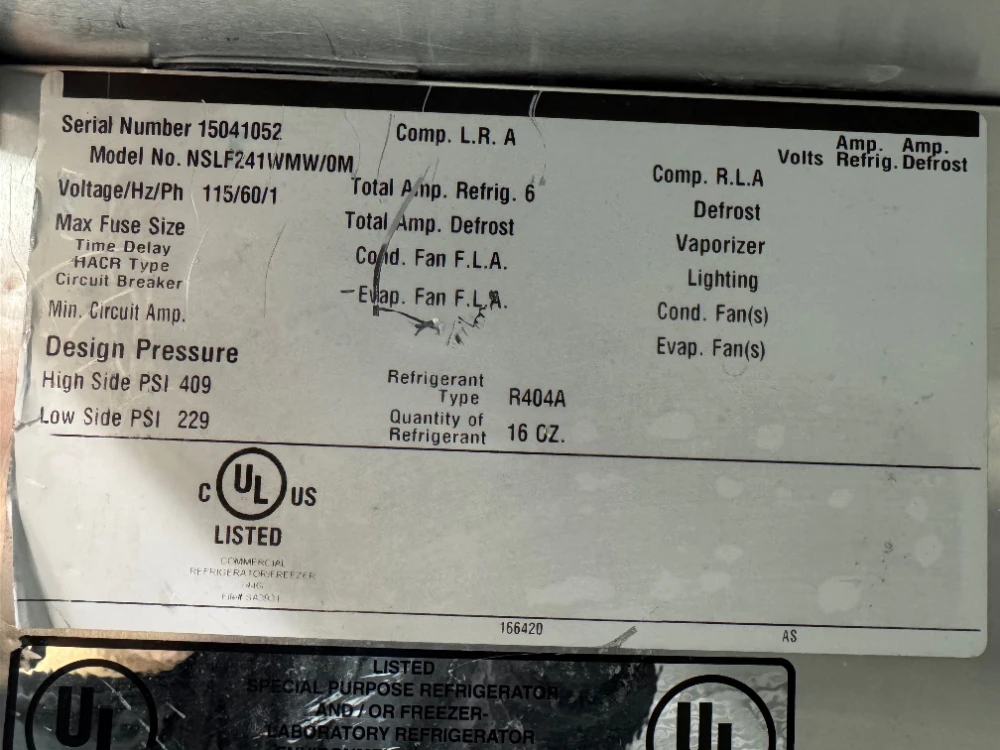 Serial Number 15041052
Model No. NSLF241WMW/0M
Voltage/Hz/Ph 115/60/1
Max Fuse Size
Time Delay
HACR Type
Circuit Breaker
Min. Circuit Amp.
Design Pressure
High Side PSI 409
Low Side PSI 229
Comp. L.R. A
Total Amp. Refrig. 6
Total Amp. Defrost
Cond. Fan F.L.A.
Evap. Fan F.L.A.
Refrigerant
Type R404A
Quantity of
Refrigerant 16 OZ.
Amp. Amp.
Volts Refrig. Defrost
Comp. R.L.A
Defrost
Vaporizer
Lighting
Cond. Fan(s)
Evap. Fan(s)
C UL US
LISTED
COMMERCIAL
REFRIGERATOR/FREEZER
File#
166420
AS
UL
LISTED
SPECIAL PURPOSE REFRIGERATOR
AND/OR FREEZER-
LABORATORY REFRIGERATOR
UL